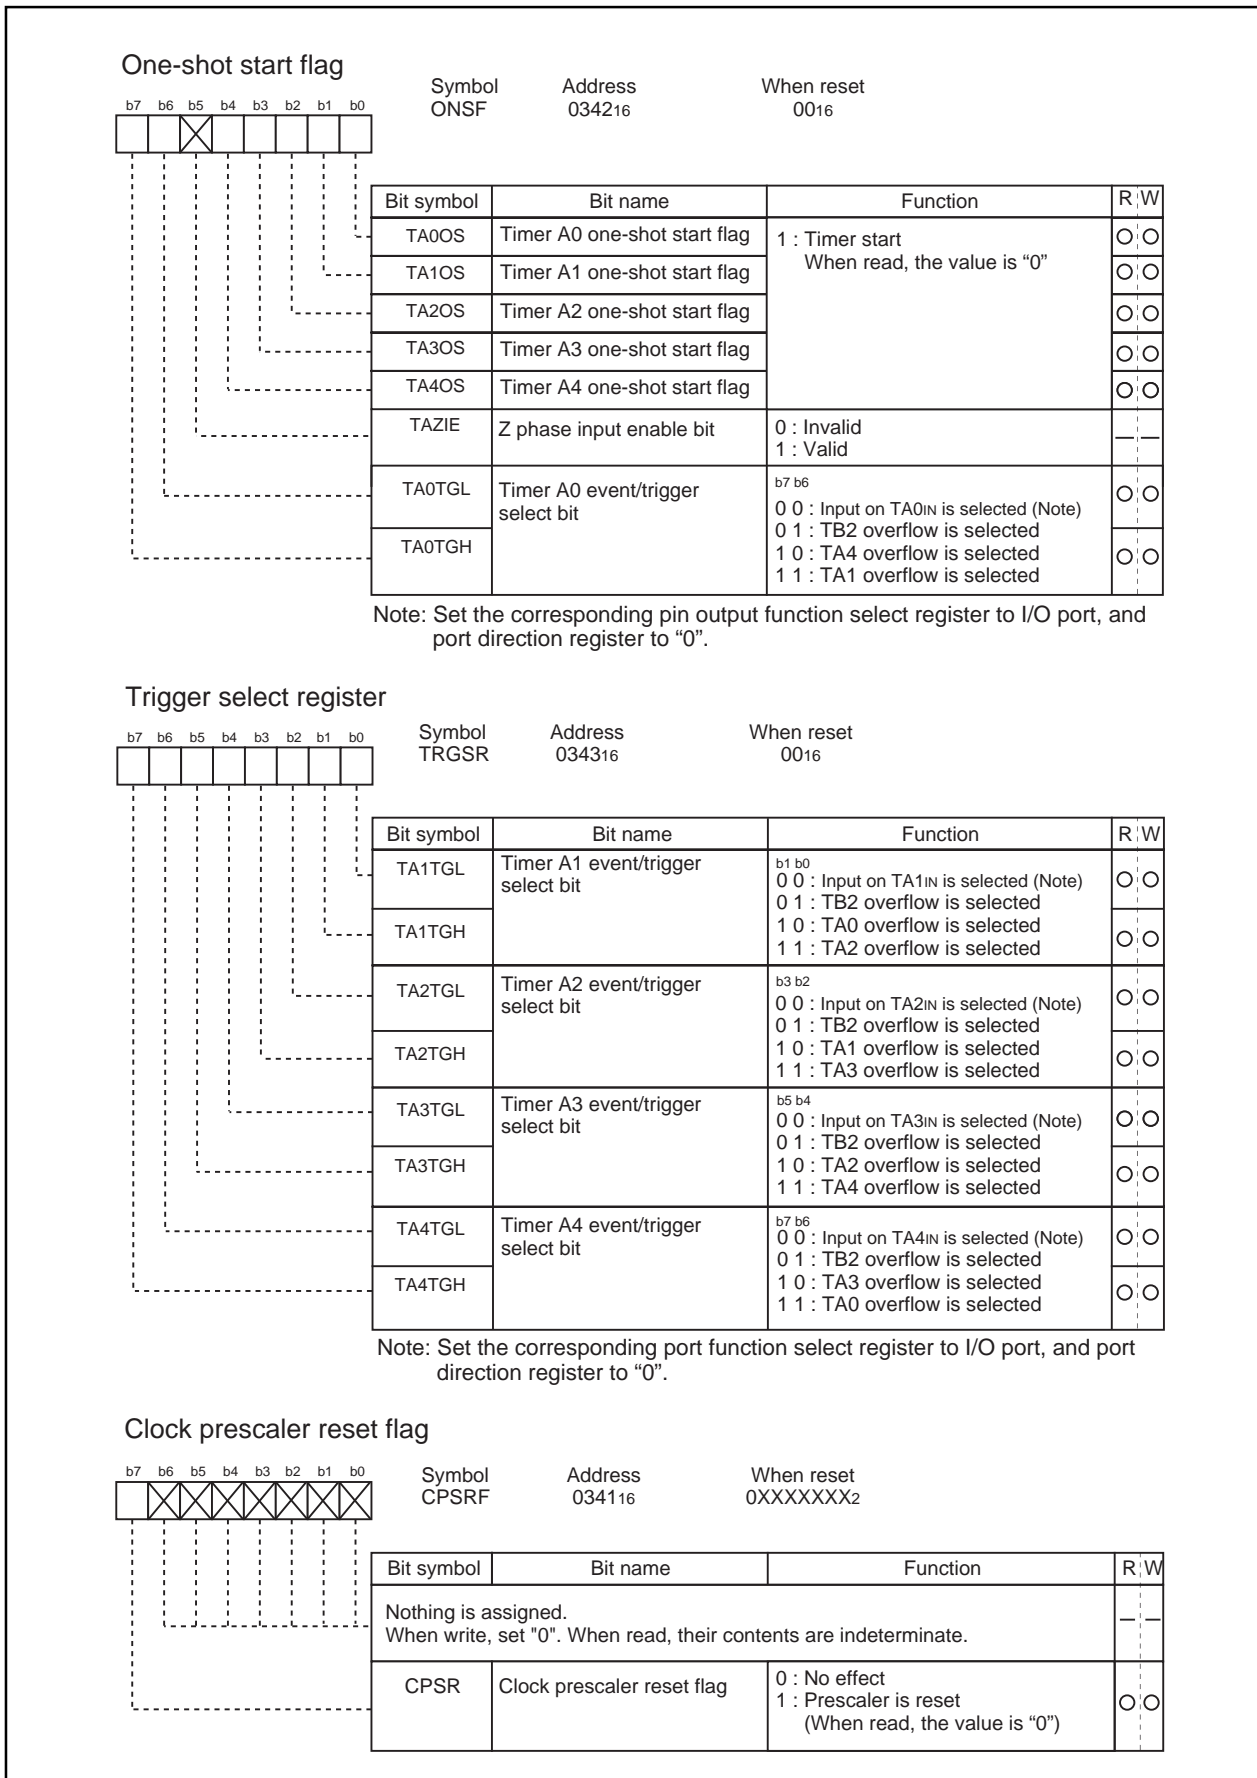 One-shot start flag
Symbol Address When reset
ONSF 034216 0016
b7 b6 b5 b4 b3 b2 b1 b0
Bit symbol Bit name Function R W
TA0OS Timer A0 one-shot start flag 1 : Timer start
When read, the value is “0”
TA1OS Timer A1 one-shot start flag
TA2OS Timer A2 one-shot start flag
TA3OS Timer A3 one-shot start flag
TA4OS Timer A4 one-shot start flag
TAZIE Z phase input enable bit 0 : Invalid
1 : Valid
TA0TGL Timer A0 event/trigger
select bit
b7 b6
0 0 : Input on TA0IN is selected (Note)
0 1 : TB2 overflow is selected
TA0TGH 1 0 : TA4 overflow is selected
1 1 : TA1 overflow is selected
Note: Set the corresponding pin output function select register to I/O port, and
port direction register to “0”.
Trigger select register
Symbol Address When reset
TRGSR 034316 0016
b7 b6 b5 b4 b3 b2 b1 b0
Bit symbol Bit name Function R W
TA1TGL Timer A1 event/trigger
select bit
b1 b0
0 0 : Input on TA1IN is selected (Note)
0 1 : TB2 overflow is selected
TA1TGH 1 0 : TA0 overflow is selected
1 1 : TA2 overflow is selected
TA2TGL Timer A2 event/trigger
select bit
b3 b2
0 0 : Input on TA2IN is selected (Note)
0 1 : TB2 overflow is selected
TA2TGH 1 0 : TA1 overflow is selected
1 1 : TA3 overflow is selected
TA3TGL Timer A3 event/trigger
select bit
b5 b4
0 0 : Input on TA3IN is selected (Note)
0 1 : TB2 overflow is selected
TA3TGH 1 0 : TA2 overflow is selected
1 1 : TA4 overflow is selected
TA4TGL Timer A4 event/trigger
select bit
b7 b6
0 0 : Input on TA4IN is selected (Note)
0 1 : TB2 overflow is selected
TA4TGH 1 0 : TA3 overflow is selected
1 1 : TA0 overflow is selected
Note: Set the corresponding port function select register to I/O port, and port
direction register to “0”.
Clock prescaler reset flag
Symbol Address When reset
CPSRF 034116 0XXXXXXX2
b7 b6 b5 b4 b3 b2 b1 b0
Bit symbol Bit name Function R W
Nothing is assigned.
When write, set "0". When read, their contents are indeterminate.
CPSR Clock prescaler reset flag 0 : No effect
1 : Prescaler is reset
(When read, the value is “0”)